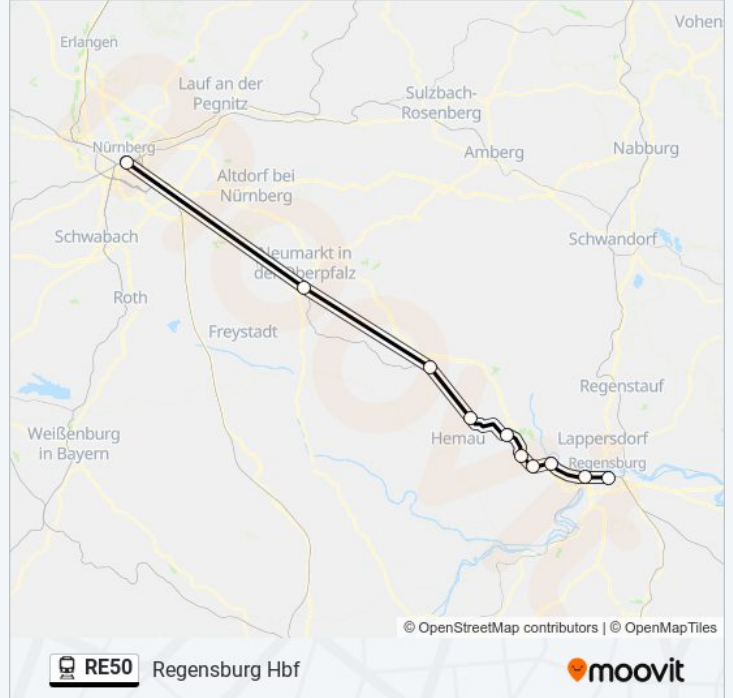 Vohen
Erlangen
Lauf an der
Pegnitz
Sulzbach-
Rosenberg
Nürnberg
Amberg
Nabburg
Altdorf bei
Nürnberg
Schwabach
Schwandorf
Neumarkt in
der Oberpfalz
Roth
Freystadt
Regenstauf
Weißenburg
in Bayern
Hemau
Lappersdorf
Regensburg
© OpenStreetMap contributors | © OpenMapTiles
RE50 Regensburg Hbf
moovit